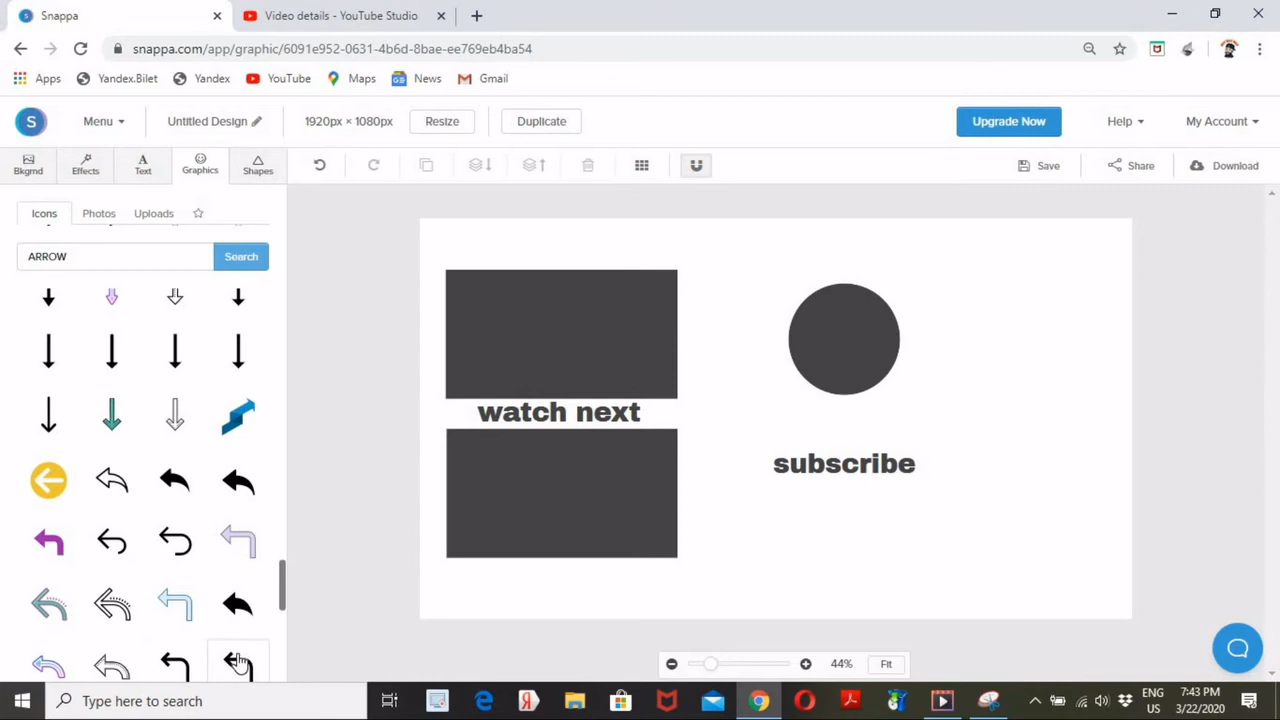 Snappa
Video details - YouTube Studio
snappa.com/app/graphic/6091e952-0631-4b6d-8bae-ee769eb4ba54
Apps Yandex.Bilet Yandex YouTube Maps News Gmail
S Menu Untitled Design 1920px × 1080px Resize Duplicate Upgrade Now Help My Account
Bkgrnd Effects Text Graphics Shapes Save Share Download
Icons Photos Uploads
ARROW Search
watch next
subscribe
44% Fit
Type here to search
ENG 7:43 PM
US 3/22/2020